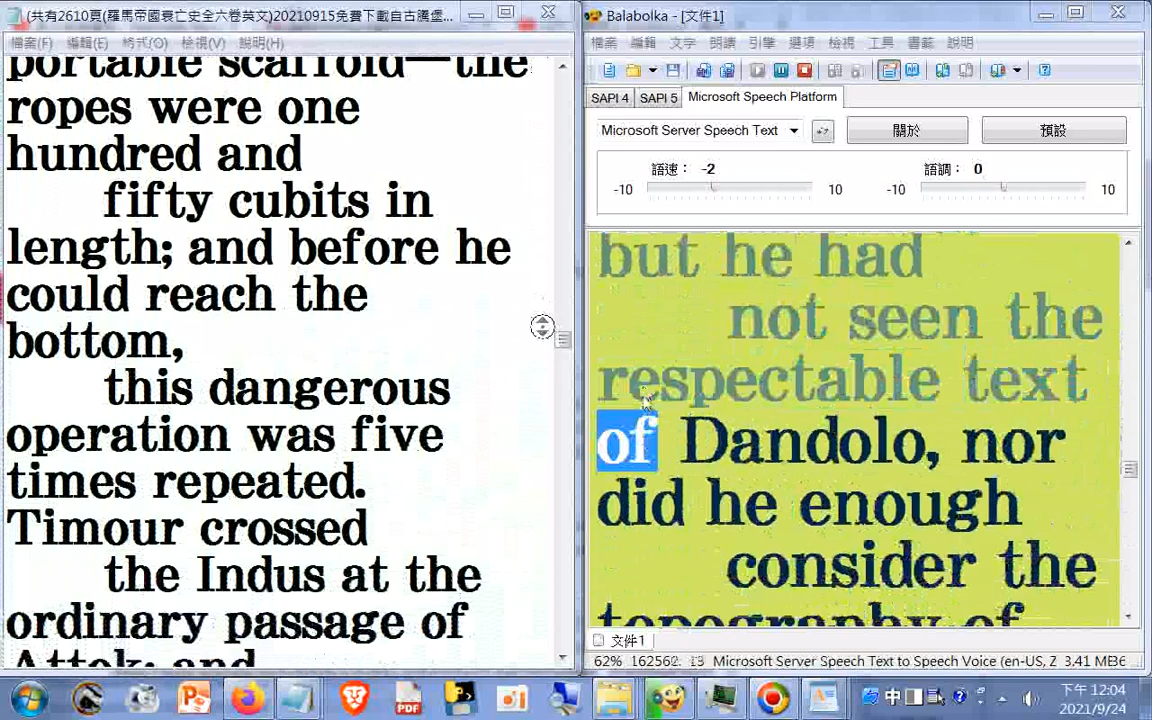 (共有2610頁(羅馬帝國衰亡史全六卷英文)20210915免費下載自古騰堡...
檔案(F) 編輯(E) 格式(O) 檢視(V) 說明(H)
portable scaffold—the
ropes were one
hundred and
fifty cubits in
length; and before he
could reach the
bottom,
this dangerous
operation was five
times repeated.
Timour crossed
the Indus at the
ordinary passage of
Attok; and
Balabolka - [文件1]
檔案 編輯 文字 朗讀 引擎 選項 檢視 工具 書籤 說明
SAPI 4 SAPI 5 Microsoft Speech Platform
Microsoft Server Speech Text 關於 預設
語速： -2 語調： 0
-10 10 -10 10
but he had
not seen the
respectable text
of Dandolo, nor
did he enough
consider the
topography of
文件1
62% Microsoft Server Speech Text to Speech Voice (en-US, Z 3.41 MB
中
下午 12:04
2021/9/24